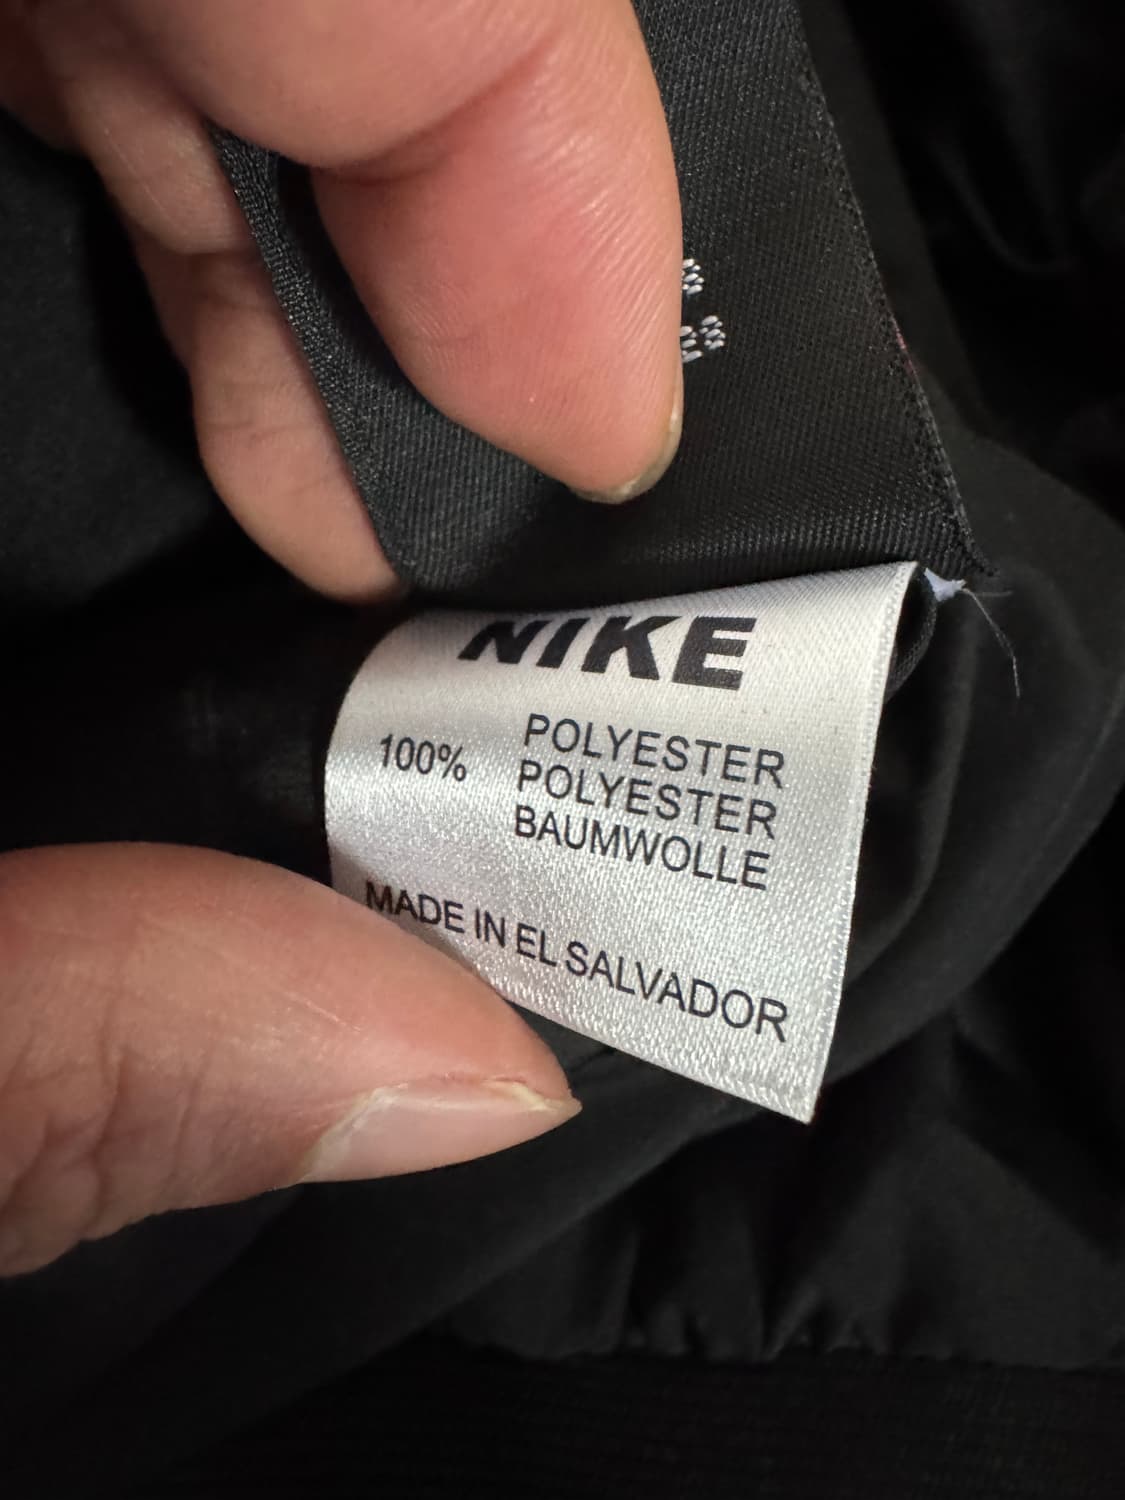 NIKE
POLYESTER
100% POLYESTER
BAUMWOLLE
MADE IN EL SALVADOR